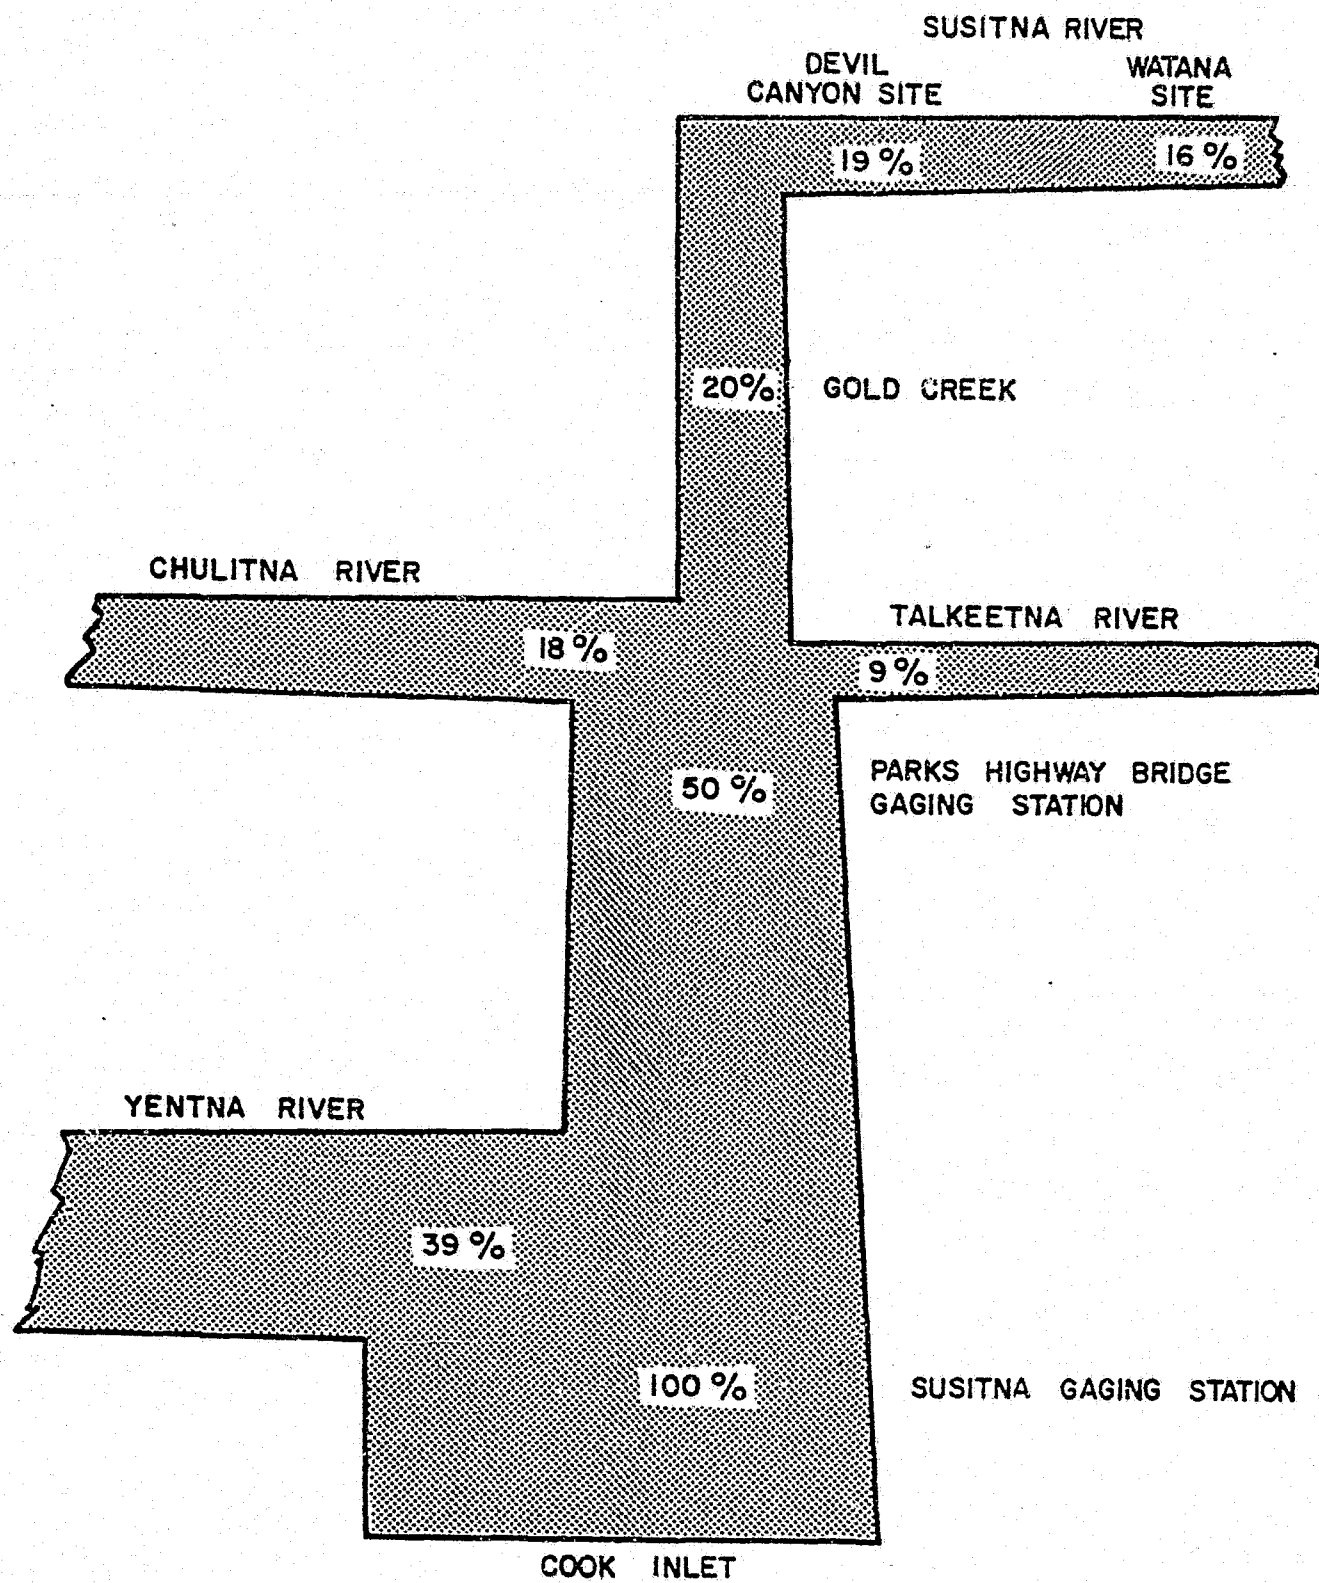 SUSITNA RIVER
DEVIL
CANYON SITE
WATANA
SITE
19%
16%
20%
GOLD CREEK
CHULITNA RIVER
18%
TALKEETNA RIVER
9%
50%
PARKS HIGHWAY BRIDGE
GAGING STATION
YENTNA RIVER
39%
100%
SUSITNA GAGING STATION
COOK INLET